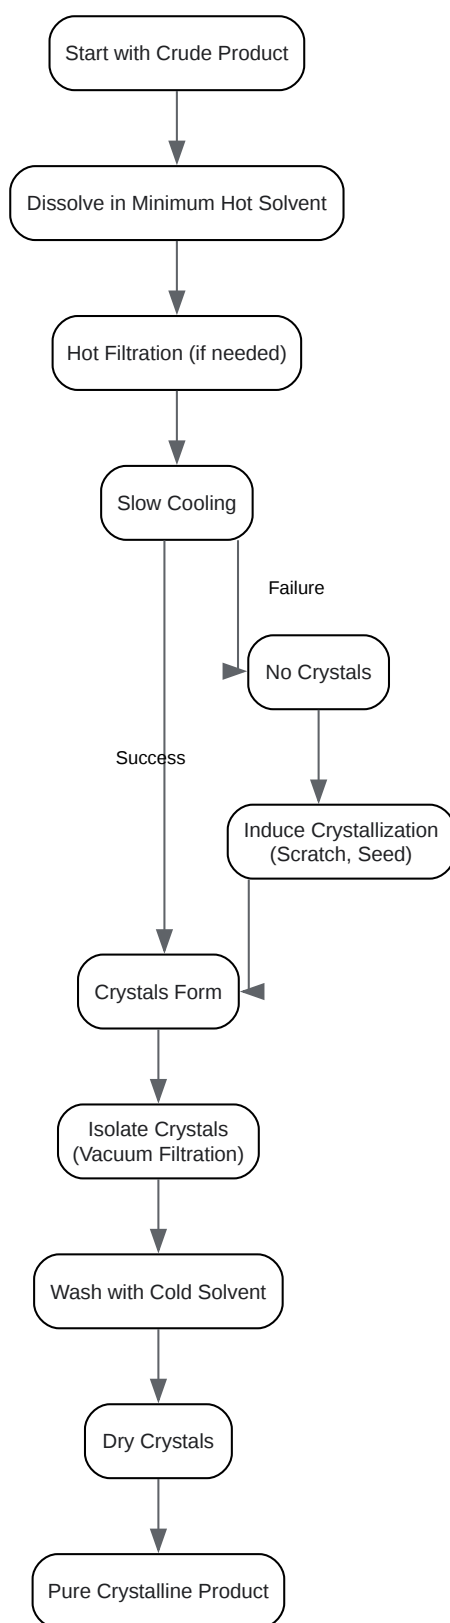 Start with Crude Product
Dissolve in Minimum Hot Solvent
Hot Filtration (if needed)
Slow Cooling
Failure
No Crystals
Success
Induce Crystallization
(Scratch, Seed)
Crystals Form
Isolate Crystals
(Vacuum Filtration)
Wash with Cold Solvent
Dry Crystals
Pure Crystalline Product